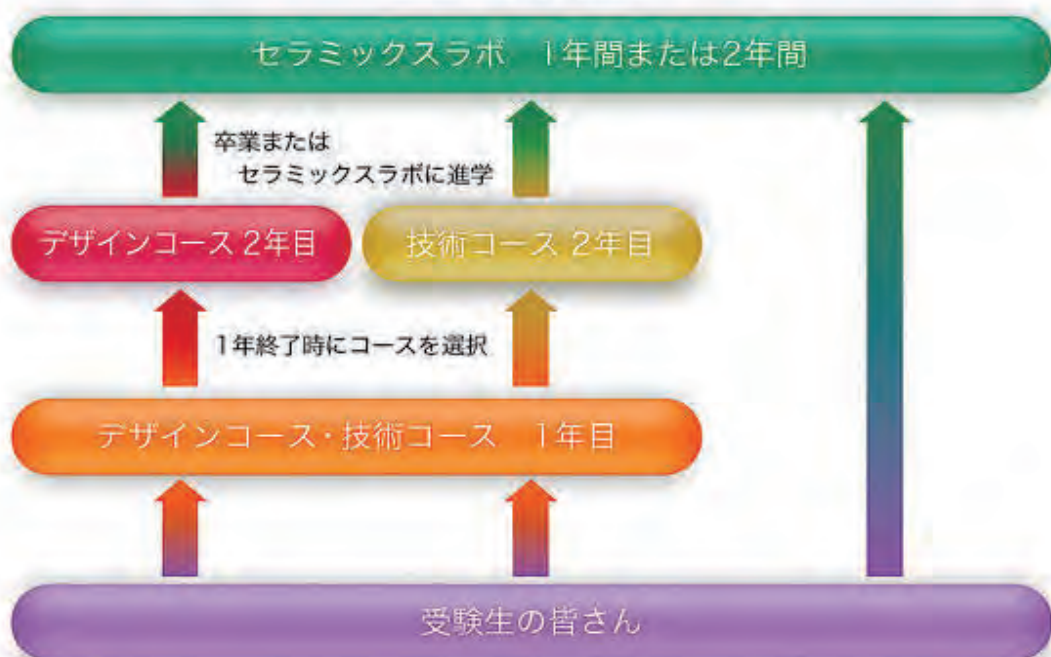 セラミックスラボ　1年間または2年間
卒業または
セラミックスラボに進学
デザインコース 2年目
技術コース 2年目
1年終了時にコースを選択
デザインコース・技術コース　1年目
受験生の皆さん